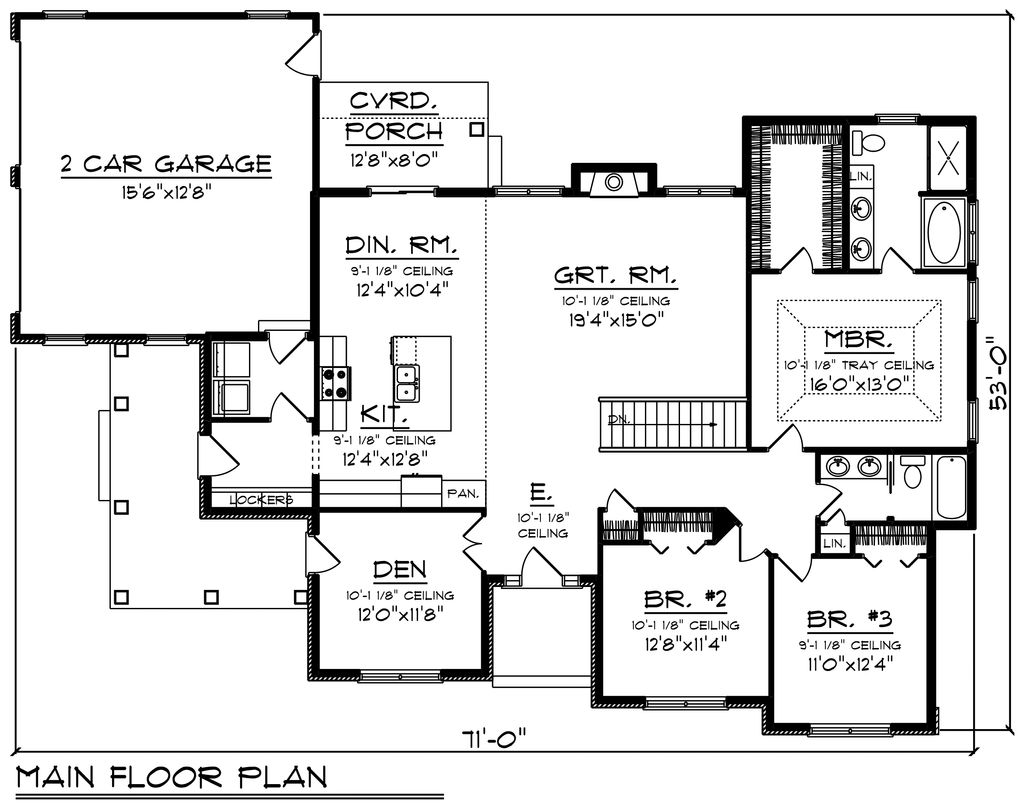 CVRD.
PORCH
12'8"x8'0"
2 CAR GARAGE
15'6"x12'8"
LIN.
DIN. RM.
9'-1 1/8" CEILING
12'4"x10'4"
GRT. RM.
10'-1 1/8" CEILING
19'4"x15'0"
MBR.
10'-1 1/8" TRAY CEILING
16'0"x13'0"
53'-0"
KIT.
9'-1 1/8" CEILING
12'4"x12'8"
DN.
LOCKERS
PAN.
E.
10'-1 1/8"
CEILING
LIN.
DEN
10'-1 1/8" CEILING
12'0"x11'8"
BR. #2
10'-1 1/8" CEILING
12'8"x11'4"
BR. #3
9'-1 1/8" CEILING
11'0"x12'4"
71'-0"
MAIN FLOOR PLAN